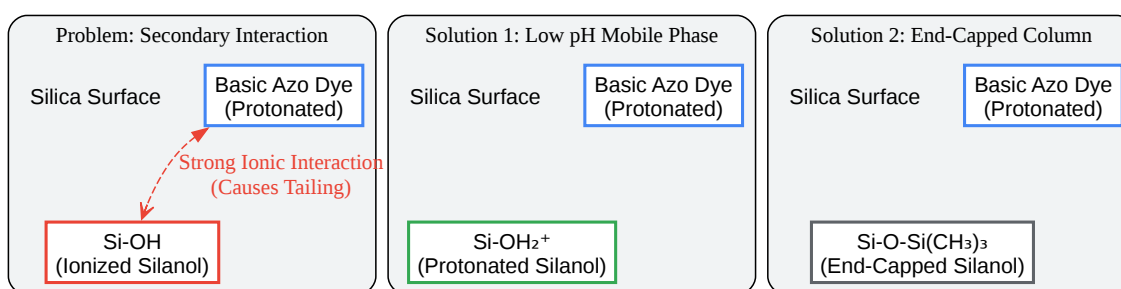 Problem: Secondary Interaction
Silica Surface
Basic Azo Dye
(Protonated)
Strong Ionic Interaction
(Causes Tailing)
Si-OH
(Ionized Silanol)
Solution 1: Low pH Mobile Phase
Silica Surface
Basic Azo Dye
(Protonated)
Si-OH₂⁺
(Protonated Silanol)
Solution 2: End-Capped Column
Silica Surface
Basic Azo Dye
(Protonated)
Si-O-Si(CH₃)₃
(End-Capped Silanol)